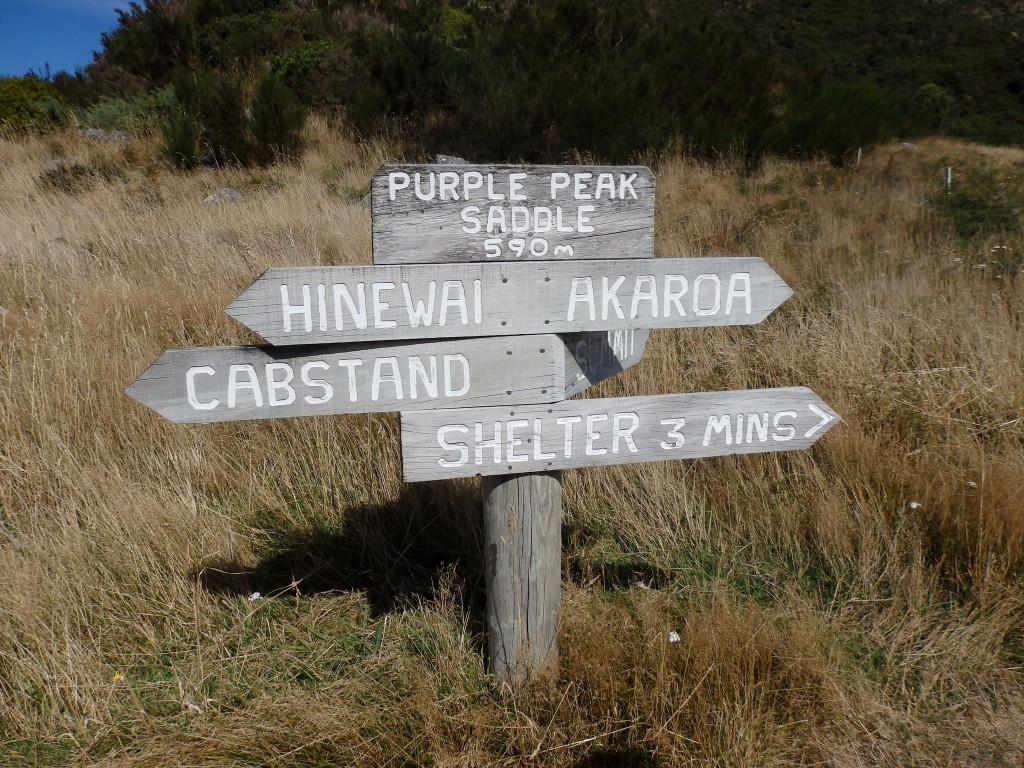 PURPLE PEAK
SADDLE
590m
HINEWAI AKAROA
CABSTAND
SHELTER 3 MINS >